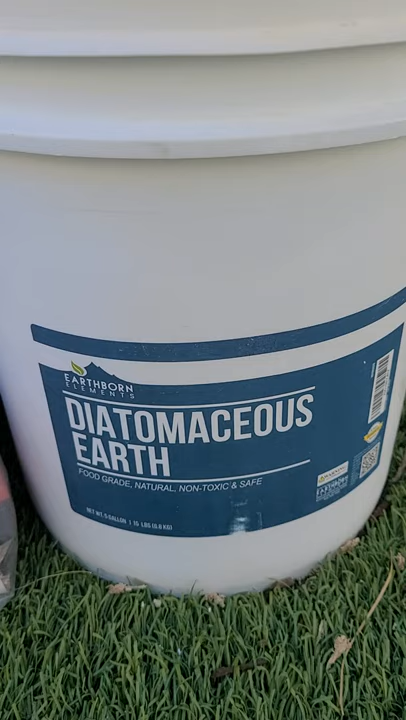 EARTHBORN
ELEMENTS
DIATOMACEOUS
EARTH
FOOD GRADE, NATURAL, NON-TOXIC & SAFE
NET WT. 5 GALLON | 15 LBS (6.8 KG)